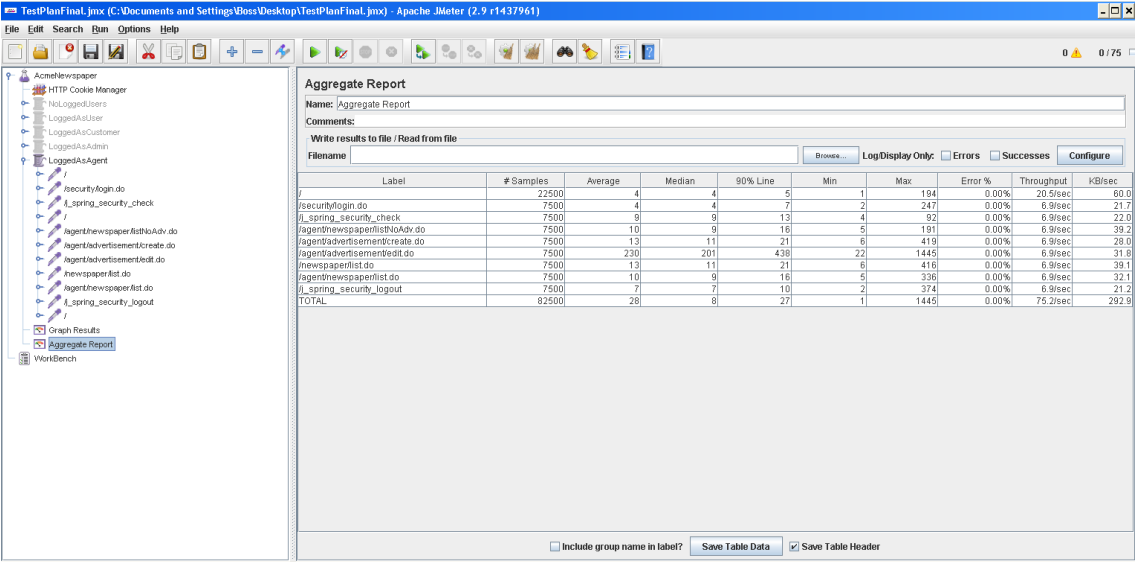 TestPlanFinal.jmx (C:\Documents and Settings\Boss\Desktop\TestPlanFinal.jmx) - Apache JMeter (2.9 r1437961)
File Edit Search Run Options Help
0 0 / 75
AcmeNewspaper
HTTP Cookie Manager
NoLoggedUsers
LoggedAsUser
LoggedAsCustomer
LoggedAsAdmin
LoggedAsAgent
/
/security/login.do
/j_spring_security_check
/
/agent/newspaper/listNoAdv.do
/agent/advertisement/create.do
/agent/advertisement/edit.do
/newspaper/list.do
/agent/newspaper/list.do
/j_spring_security_logout
/
Graph Results
Aggregate Report
WorkBench
Aggregate Report
Name: Aggregate Report
Comments:
Write results to file / Read from file
Filename Browse... Log/Display Only: Errors Successes Configure
Label # Samples Average Median 90% Line Min Max Error % Throughput KB/sec
/ 22500 4 4 5 1 194 0.00% 20.5/sec 60.0
/security/login.do 7500 4 4 7 2 247 0.00% 6.9/sec 21.7
/j_spring_security_check 7500 9 9 13 4 92 0.00% 6.9/sec 22.0
/agent/newspaper/listNoAdv.do 7500 10 9 16 5 191 0.00% 6.9/sec 39.2
/agent/advertisement/create.do 7500 13 11 21 6 419 0.00% 6.9/sec 28.0
/agent/advertisement/edit.do 7500 230 201 438 22 1445 0.00% 6.9/sec 31.8
/newspaper/list.do 7500 13 11 21 6 416 0.00% 6.9/sec 39.1
/agent/newspaper/list.do 7500 10 9 16 5 336 0.00% 6.9/sec 32.1
/j_spring_security_logout 7500 7 7 10 2 374 0.00% 6.9/sec 21.2
TOTAL 82500 28 8 27 1 1445 0.00% 75.2/sec 292.9
Include group name in label? Save Table Data Save Table Header